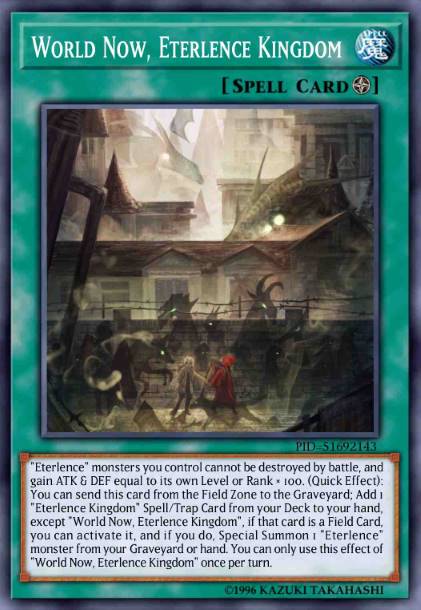 World Now, Eterlence Kingdom
[Spell Card]
PID=51692143
"Eterlence" monsters you control cannot be destroyed by battle, and
gain ATK & DEF equal to its own Level or Rank × 100. (Quick Effect):
You can send this card from the Field Zone to the Graveyard; Add 1
"Eterlence Kingdom" Spell/Trap Card from your Deck to your hand,
except "World Now, Eterlence Kingdom", if that card is a Field Card,
you can activate it, and if you do, Special Summon 1 "Eterlence"
monster from your Graveyard or hand. You can only use this effect of
"World Now, Eterlence Kingdom" once per turn.
©1996 KAZUKI TAKAHASHI